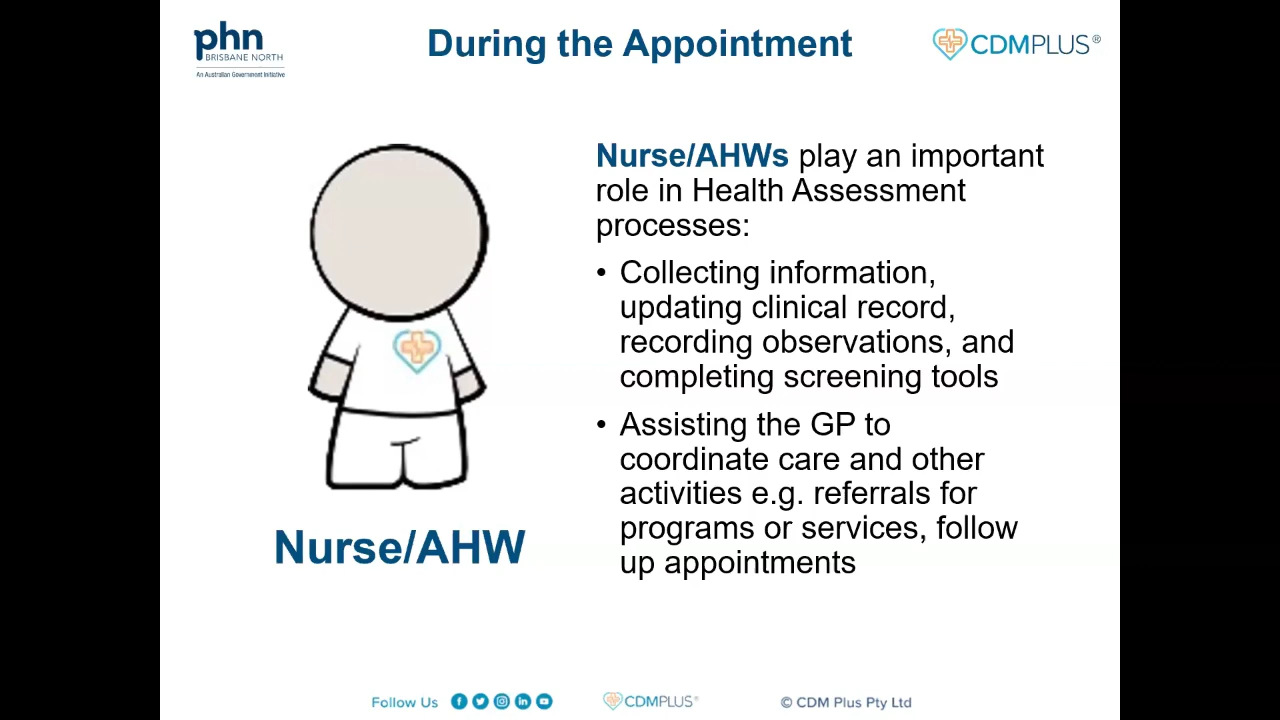 phn
BRISBANE NORTH
An Australian Government Initiative
During the Appointment
CDMPLUS®
Nurse/AHWs play an important
role in Health Assessment
processes:
• Collecting information,
updating clinical record,
recording observations, and
completing screening tools
• Assisting the GP to
coordinate care and other
activities e.g. referrals for
programs or services, follow
up appointments
Nurse/AHW
Follow Us
CDMPLUS®
© CDM Plus Pty Ltd